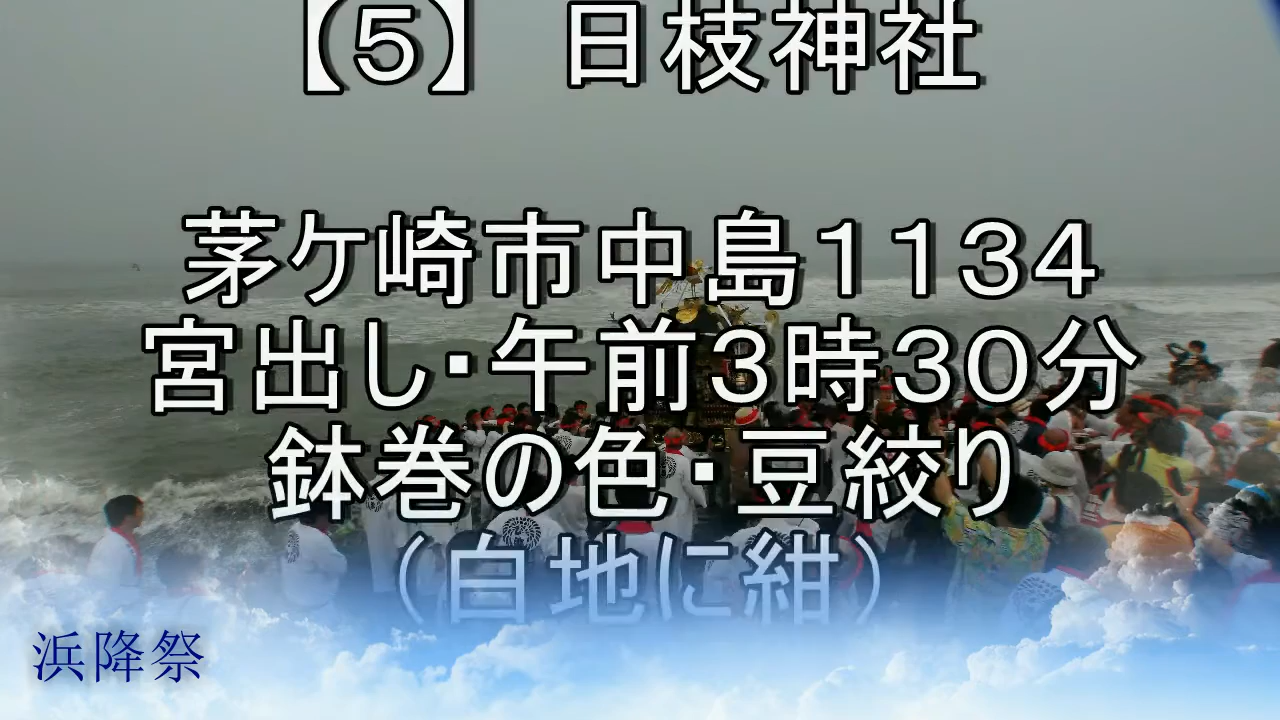 【５】　日枝神社
茅ケ崎市中島１１３４
宮出し・午前３時３０分
鉢巻の色・豆絞り
（白地に紺）
浜降祭